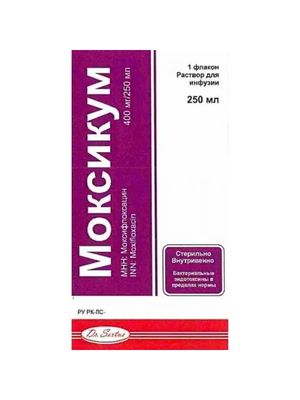 Моксикум
400 мг/250 мл
МНН: Моксифлоксацин
INN: Moxifloxacin
1 флакон
Раствор для
инфузии
250 мл
Стерильно
Внутривенно
Бактериальные
эндотоксины в
пределах нормы
РУ РК-ЛС-
Dr. Sertus